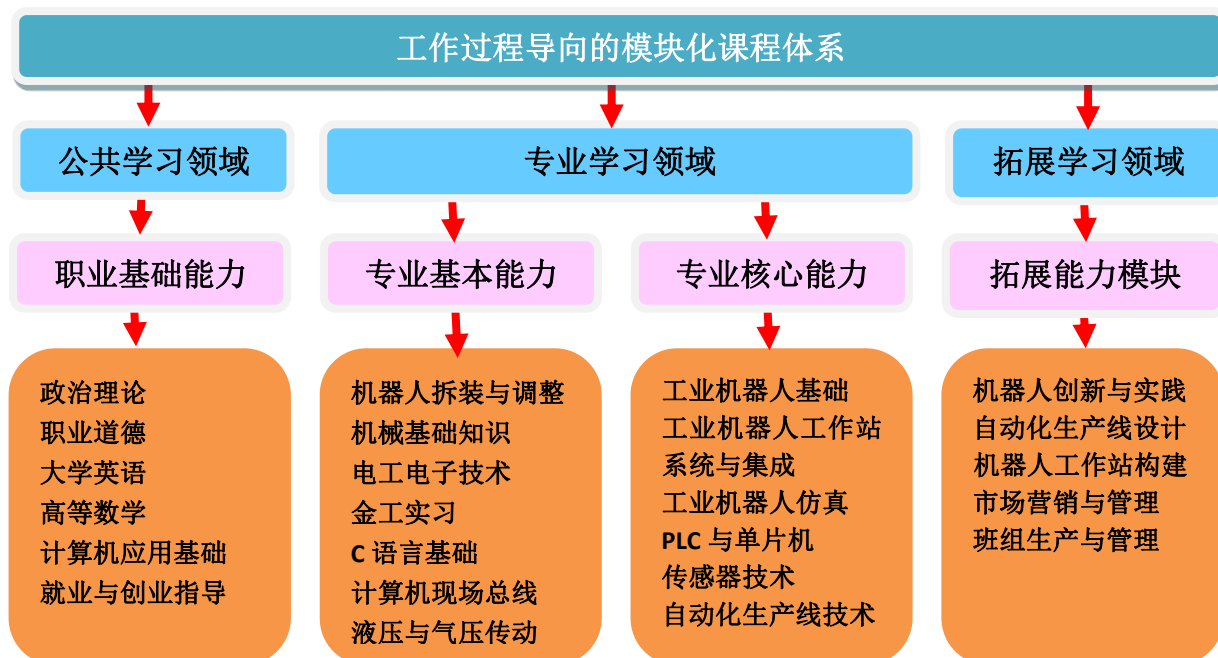 工作过程导向的模块化课程体系
公共学习领域
专业学习领域
拓展学习领域
职业基础能力
专业基本能力
专业核心能力
拓展能力模块
政治理论
职业道德
大学英语
高等数学
计算机应用基础
就业与创业指导
机器人拆装与调整
机械基础知识
电工电子技术
金工实习
C 语言基础
计算机现场总线
液压与气压传动
工业机器人基础
工业机器人工作站
系统与集成
工业机器人仿真
PLC 与单片机
传感器技术
自动化生产线技术
机器人创新与实践
自动化生产线设计
机器人工作站构建
市场营销与管理
班组生产与管理